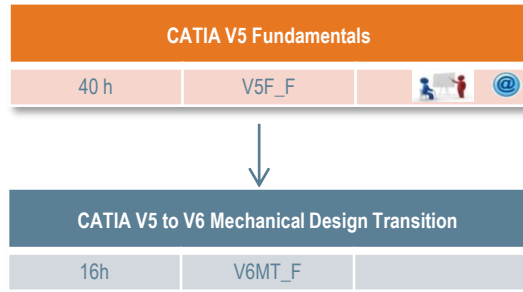 CATIA V5 Fundamentals
40 h V5F_F @
CATIA V5 to V6 Mechanical Design Transition
16h V6MT_F